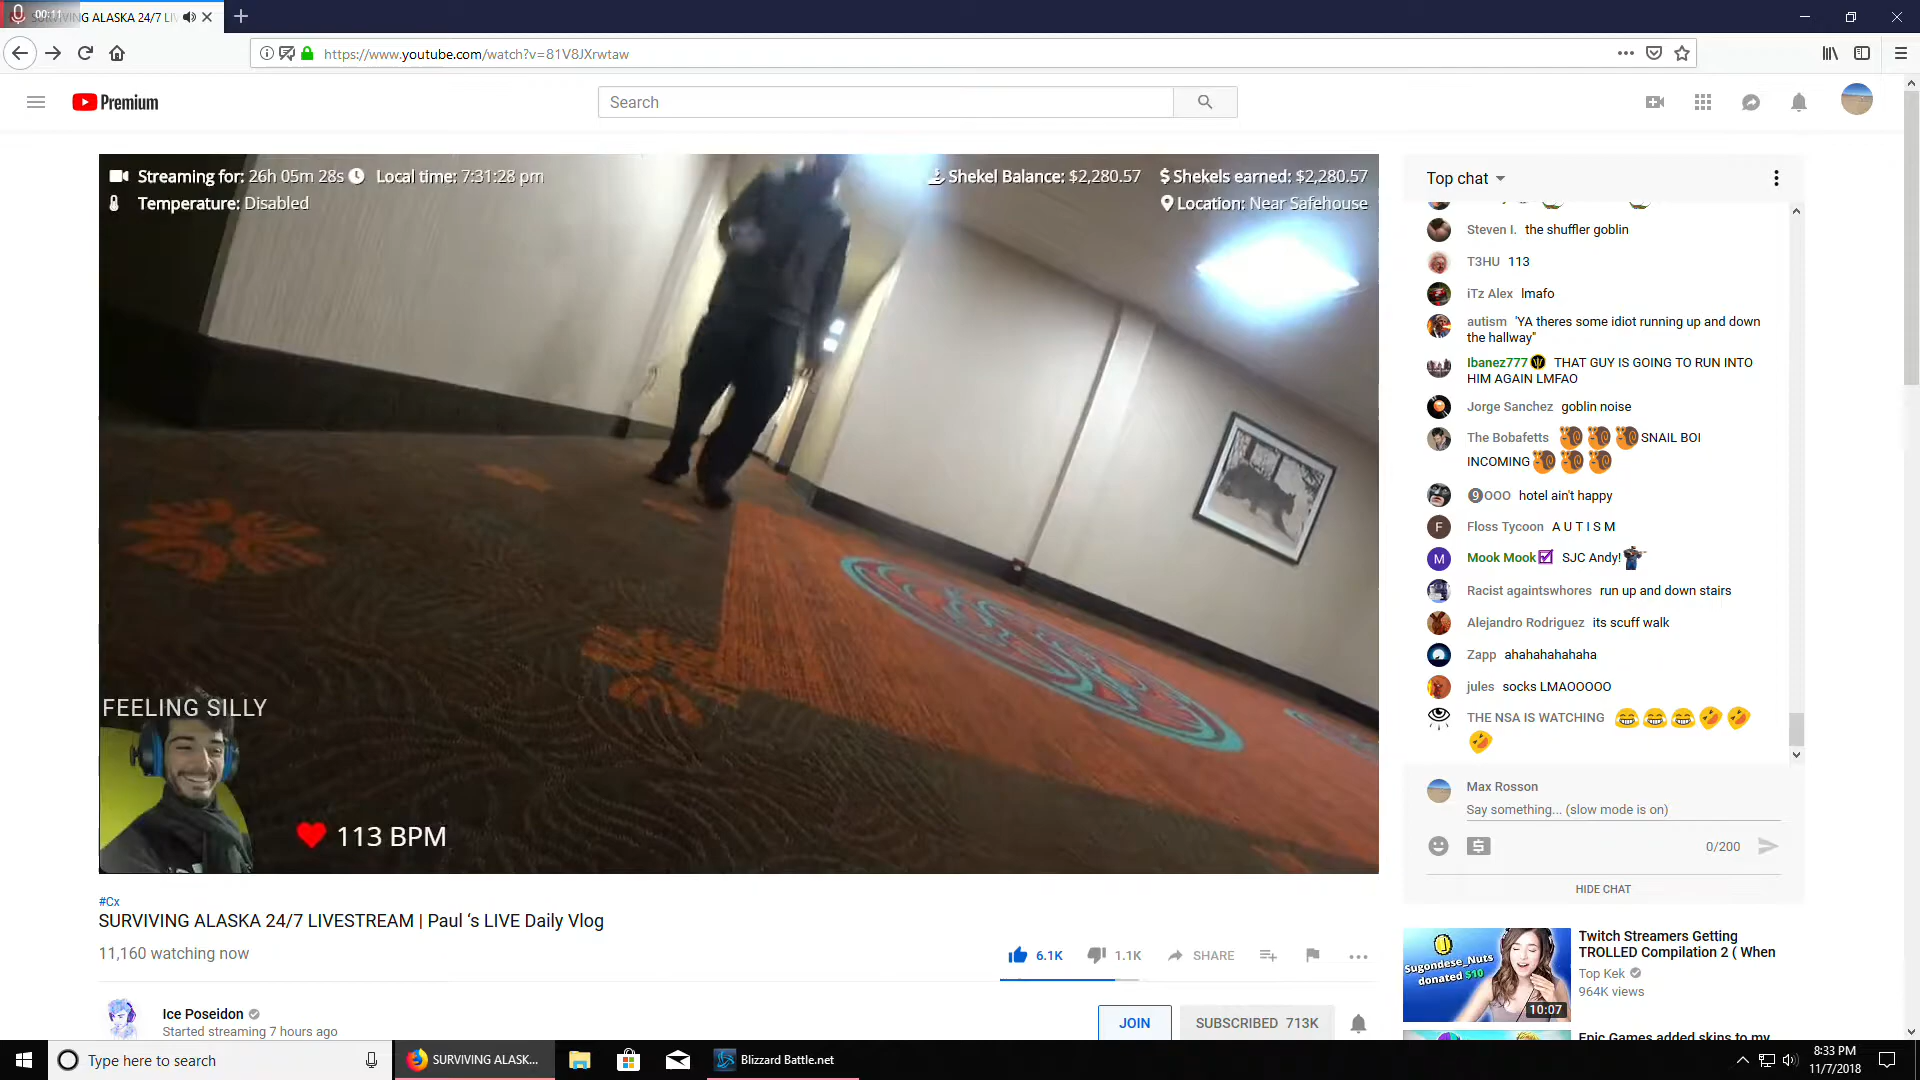 00:11
SURVIVING ALASKA 24/7 LI
https://www.youtube.com/watch?v=81V8JXrwtaw
Premium
Search
Streaming for: 26h 05m 28s Local time: 7:31:28 pm
Temperature: Disabled
Shekel Balance: $2,280.57 $ Shekels earned: $2,280.57
Location: Near Safehouse
FEELING SILLY
113 BPM
Top chat
Steven I. the shuffler goblin
T3HU 113
iTz Alex lmafo
autism 'YA theres some idiot running up and down
the hallway"
Ibanez777 THAT GUY IS GOING TO RUN INTO
HIM AGAIN LMFAO
Jorge Sanchez goblin noise
The Bobafetts SNAIL BOI
INCOMING
9OOO hotel ain't happy
F Floss Tycoon A U T I S M
M Mook Mook SJC Andy!
Racist againtswhores run up and down stairs
Alejandro Rodriguez its scuff walk
Zapp ahahahahahaha
jules socks LMAOOOOO
THE NSA IS WATCHING
Max Rosson
Say something... (slow mode is on)
0/200
HIDE CHAT
#Cx
SURVIVING ALASKA 24/7 LIVESTREAM | Paul ‘s LIVE Daily Vlog
11,160 watching now
6.1K 1.1K SHARE
Ice Poseidon
Started streaming 7 hours ago
JOIN SUBSCRIBED 713K
Sugondese_Nuts
donated $10
10:07
Twitch Streamers Getting
TROLLED Compilation 2 ( When
Top Kek
964K views
Epic Games added skins to my
Type here to search
SURVIVING ALASK...
Blizzard Battle.net
8:33 PM
11/7/2018